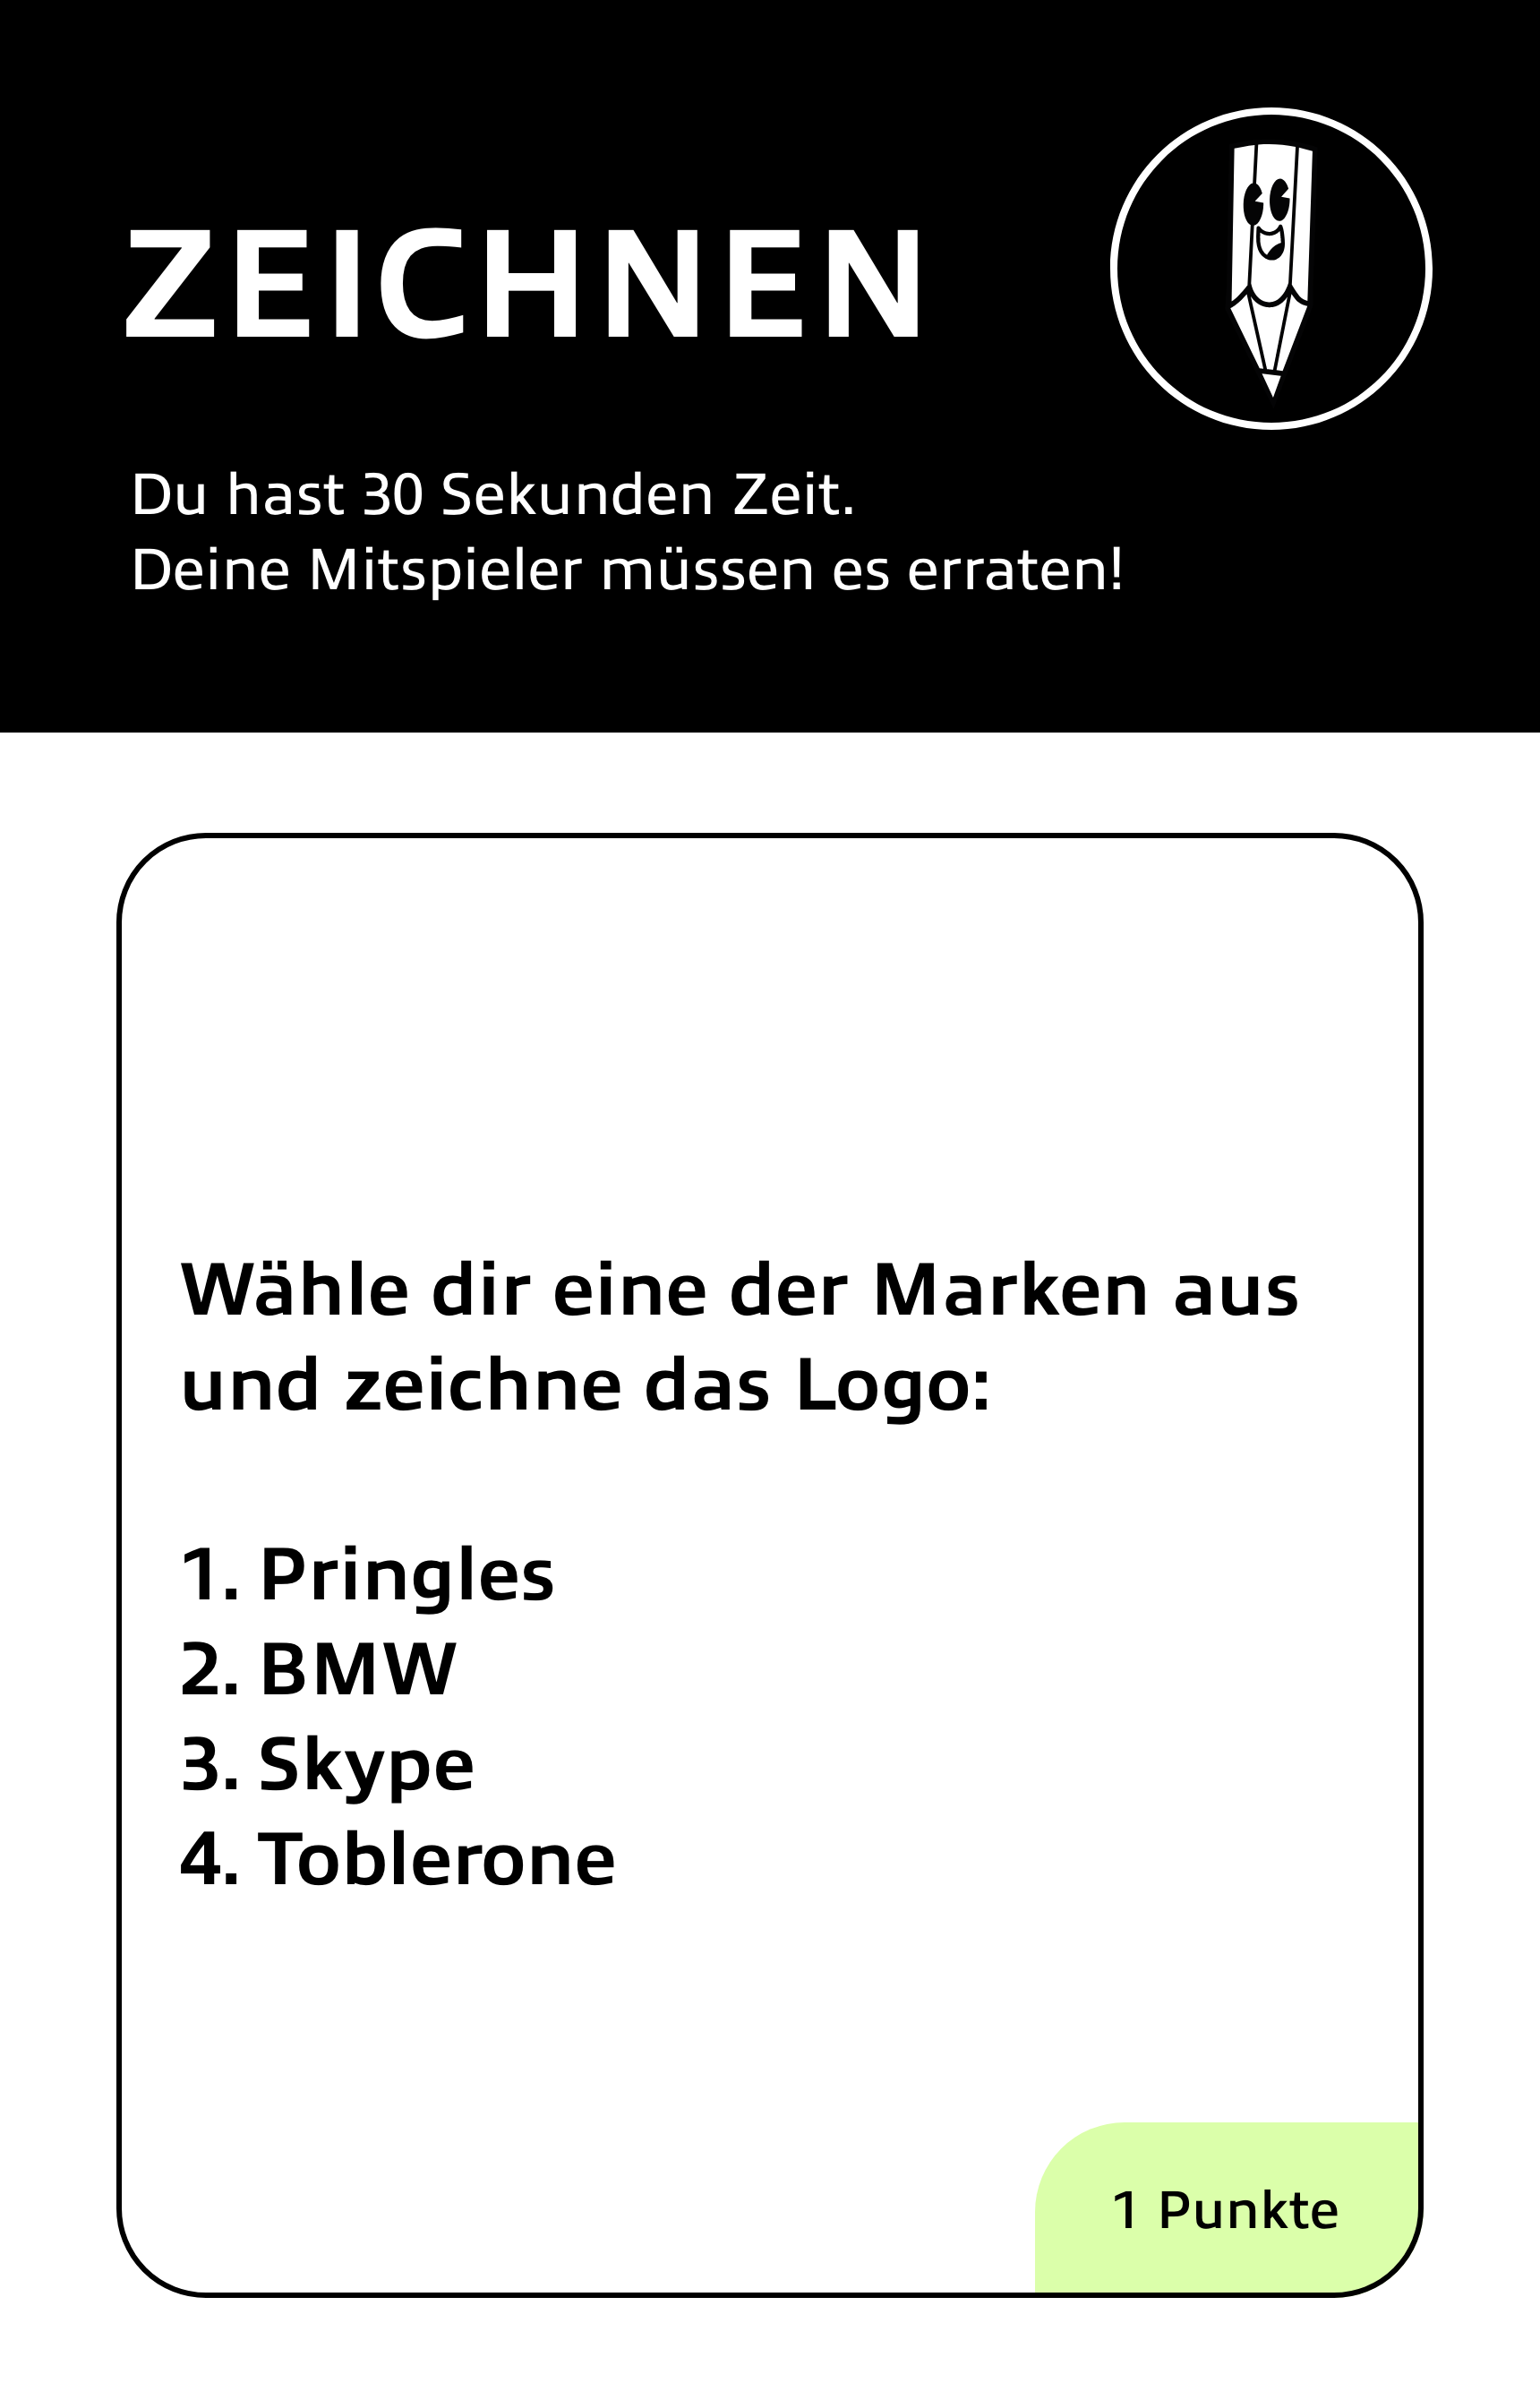 ZEICHNEN
Du hast 30 Sekunden Zeit.
Deine Mitspieler müssen es erraten!
Wähle dir eine der Marken aus
und zeichne das Logo:
1. Pringles
2. BMW
3. Skype
4. Toblerone
1 Punkte